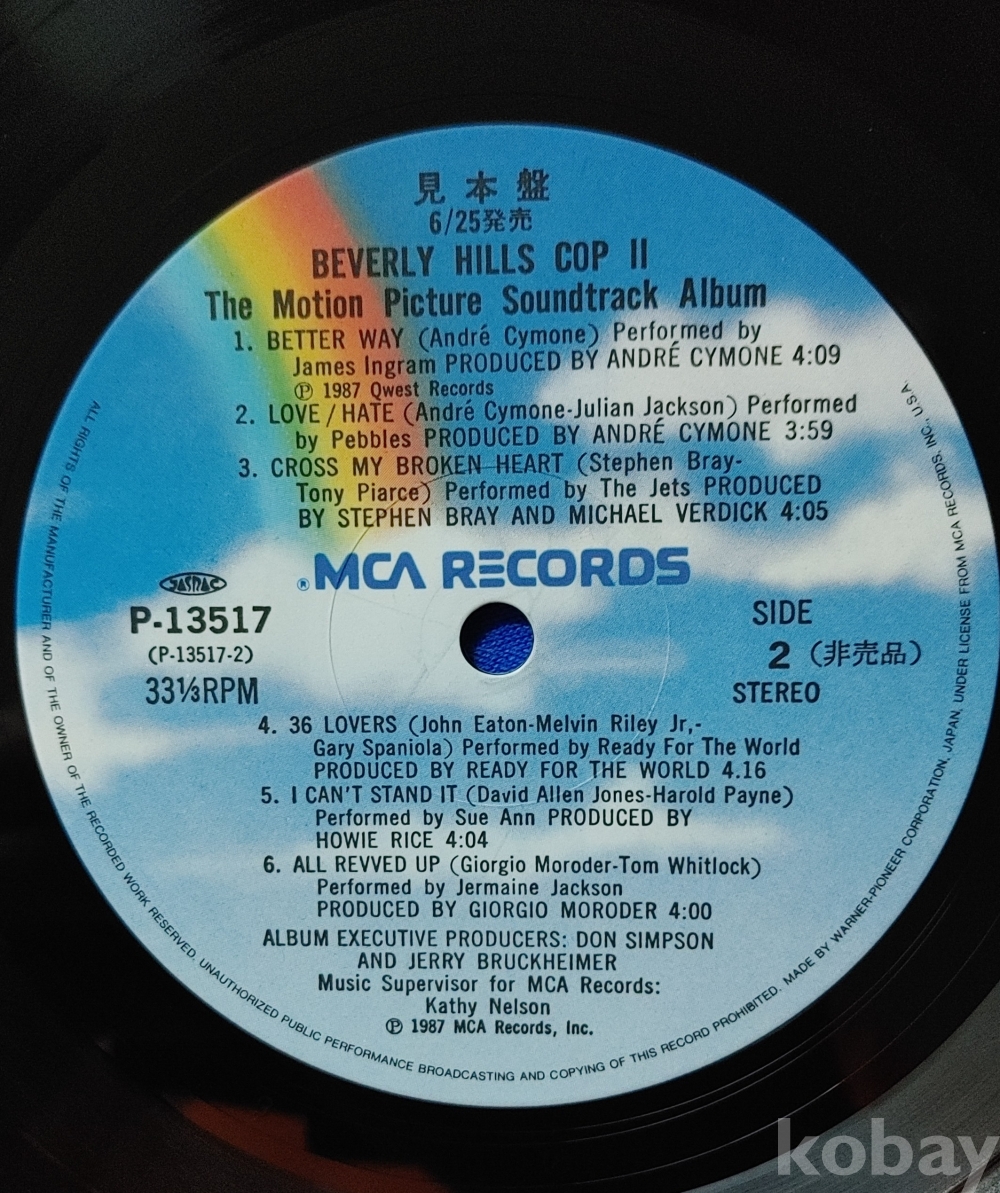 見本盤
6/25発売
BEVERLY HILLS COP II
The Motion Picture Soundtrack Album
1. BETTER WAY (André Cymone) Performed by
James Ingram PRODUCED BY ANDRÉ CYMONE 4:09
Ⓟ 1987 Qwest Records
2. LOVE/HATE (André Cymone-Julian Jackson) Performed
by Pebbles PRODUCED BY ANDRÉ CYMONE 3:59
3. CROSS MY BROKEN HEART (Stephen Bray-
Tony Piarce) Performed by The Jets PRODUCED
BY STEPHEN BRAY AND MICHAEL VERDICK 4:05
® MCA RECORDS
JASRAC
P-13517
(P-13517-2)
33⅓RPM
SIDE
2 (非売品)
STEREO
4. 36 LOVERS (John Eaton-Melvin Riley Jr,-
Gary Spaniola) Performed by Ready For The World
PRODUCED BY READY FOR THE WORLD 4.16
5. I CAN'T STAND IT (David Allen Jones-Harold Payne)
Performed by Sue Ann PRODUCED BY
HOWIE RICE 4:04
6. ALL REVVED UP (Giorgio Moroder-Tom Whitlock)
Performed by Jermaine Jackson
PRODUCED BY GIORGIO MORODER 4:00
ALBUM EXECUTIVE PRODUCERS: DON SIMPSON
AND JERRY BRUCKHEIMER
Music Supervisor for MCA Records:
Kathy Nelson
Ⓟ 1987 MCA Records, Inc.
ALL RIGHTS OF THE MANUFACTURER AND OF THE OWNER OF THE RECORDED WORK RESERVED. UNAUTHORIZED PUBLIC PERFORMANCE BROADCASTING AND COPYING OF THIS RECORD PROHIBITED. MADE BY WARNER-PIONEER CORPORATION, JAPAN, UNDER LICENSE FROM MCA RECORDS, INC., U.S.A.
kobay